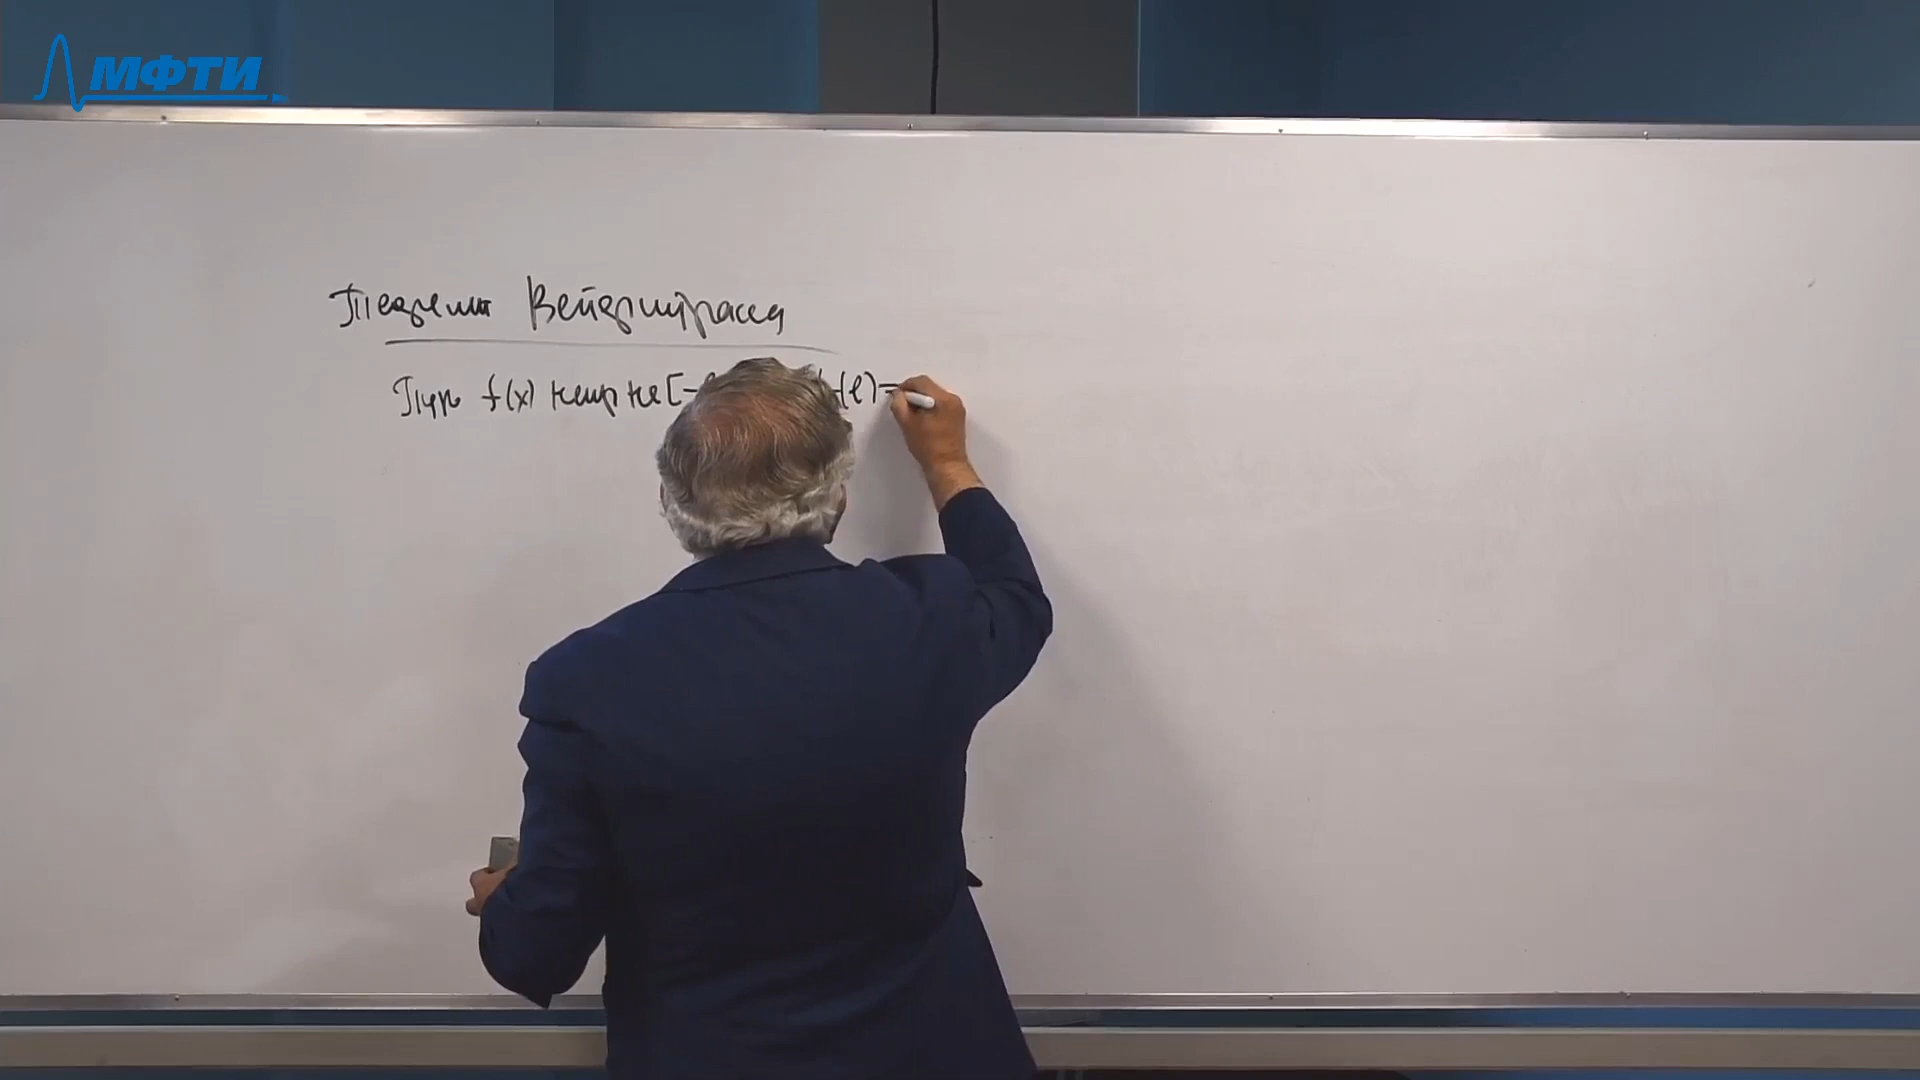 МФТИ
Теорема Вейерштрасса
Пусть f(x) непр на [-
f(l)=